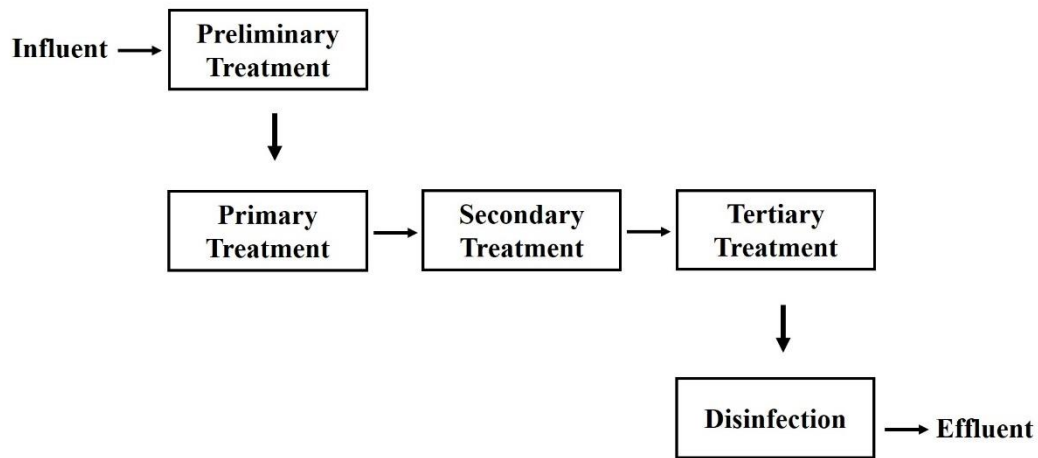 Influent
Preliminary
Treatment
Primary
Treatment
Secondary
Treatment
Tertiary
Treatment
Disinfection
Effluent